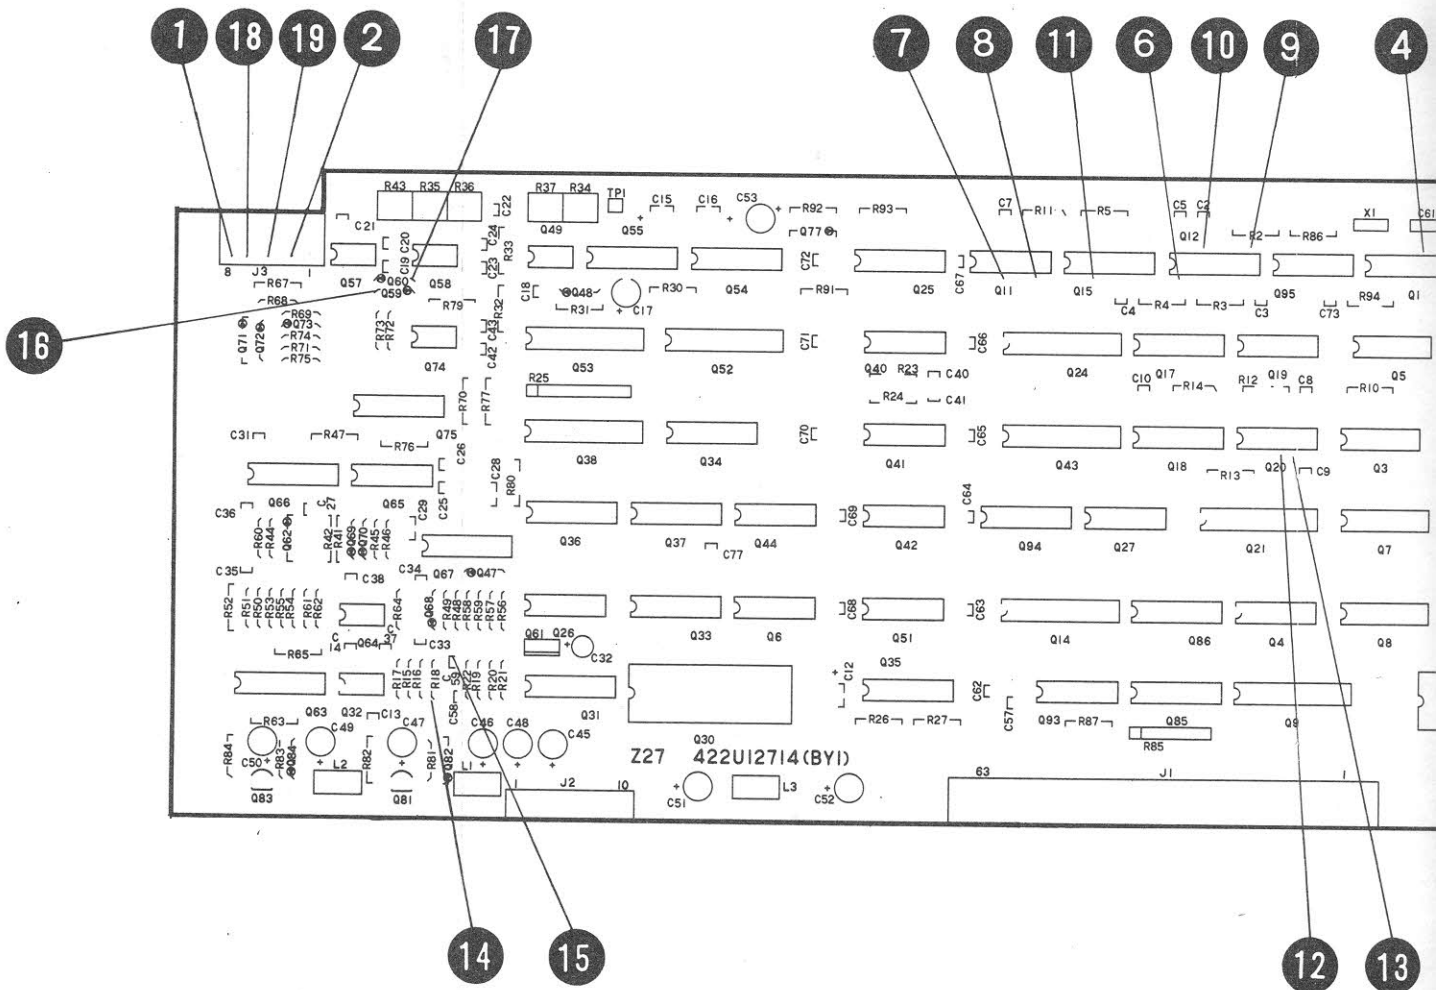 1 18 19 2 17 7 8 11 6 10 9 4
R43 R35 R36 R37 R34 TP1 C15 C16 C53 R92 R93 C7 R11 R5 C5 C2 X1 C61
C21 C22 Q49 Q55 Q77 Q12 R2 R86
C20 C24 R33
C19 C23 C72 C67
8 J3 1 Q57 Q60 Q58 Q54 Q25 Q11 Q15 Q95 Q1
R67 Q59 C18 Q48 R30 R91
R68 R79 R32 R31 C17 C4 R4 R3 C3 C73 R94
R69
Q71 Q72 Q73 R73 R72 C43
R74
R71 C71 C66
R75 C42
16
Q74 Q53 Q52 Q40 R23 C40 Q24 Q17 Q19 Q5
R25 R70 R77 R24 C41 C10 R14 R12 C8 R10
C31 R47 Q75 C70 C65
R76 C26
Q38 Q34 Q41 Q43 Q18 Q20 Q3
C28 R80 R13 C9
Q66 C27 Q65 C29 C25 C64
C36 C69
R60 R44 Q62 R42 R41 Q69 Q70 R45 R46 Q36 Q37 Q44 Q42 Q94 Q27 Q21 Q7
C77
C35 C38 C34 Q67 Q47
R52 R51 R50 R53 R55 R54 R61 R62 R64 Q68 R49 R48 R58 R59 R57 R56 C68 C63
C14 Q64 C37 C33 Q61 Q26 Q33 Q6 Q51 Q14 Q86 Q4 Q8
R65 C32 Q35
R17 R15 R16 R18 C59 R22 R19 R20 R21 C12 C62
C58 C57
R63 Q63 Q32 C13 C47 C46 C48 Q31 R26 R27 Q93 R87 Q85 Q9
C49 C45 Q30
R84 R83 Q84 R82 R81 Q82 R85
C50 L2 L1 Z27 422U12714(BY1)
1 J2 10 63 J1 1
Q83 Q81 C51 L3 C52
14 15 12 13